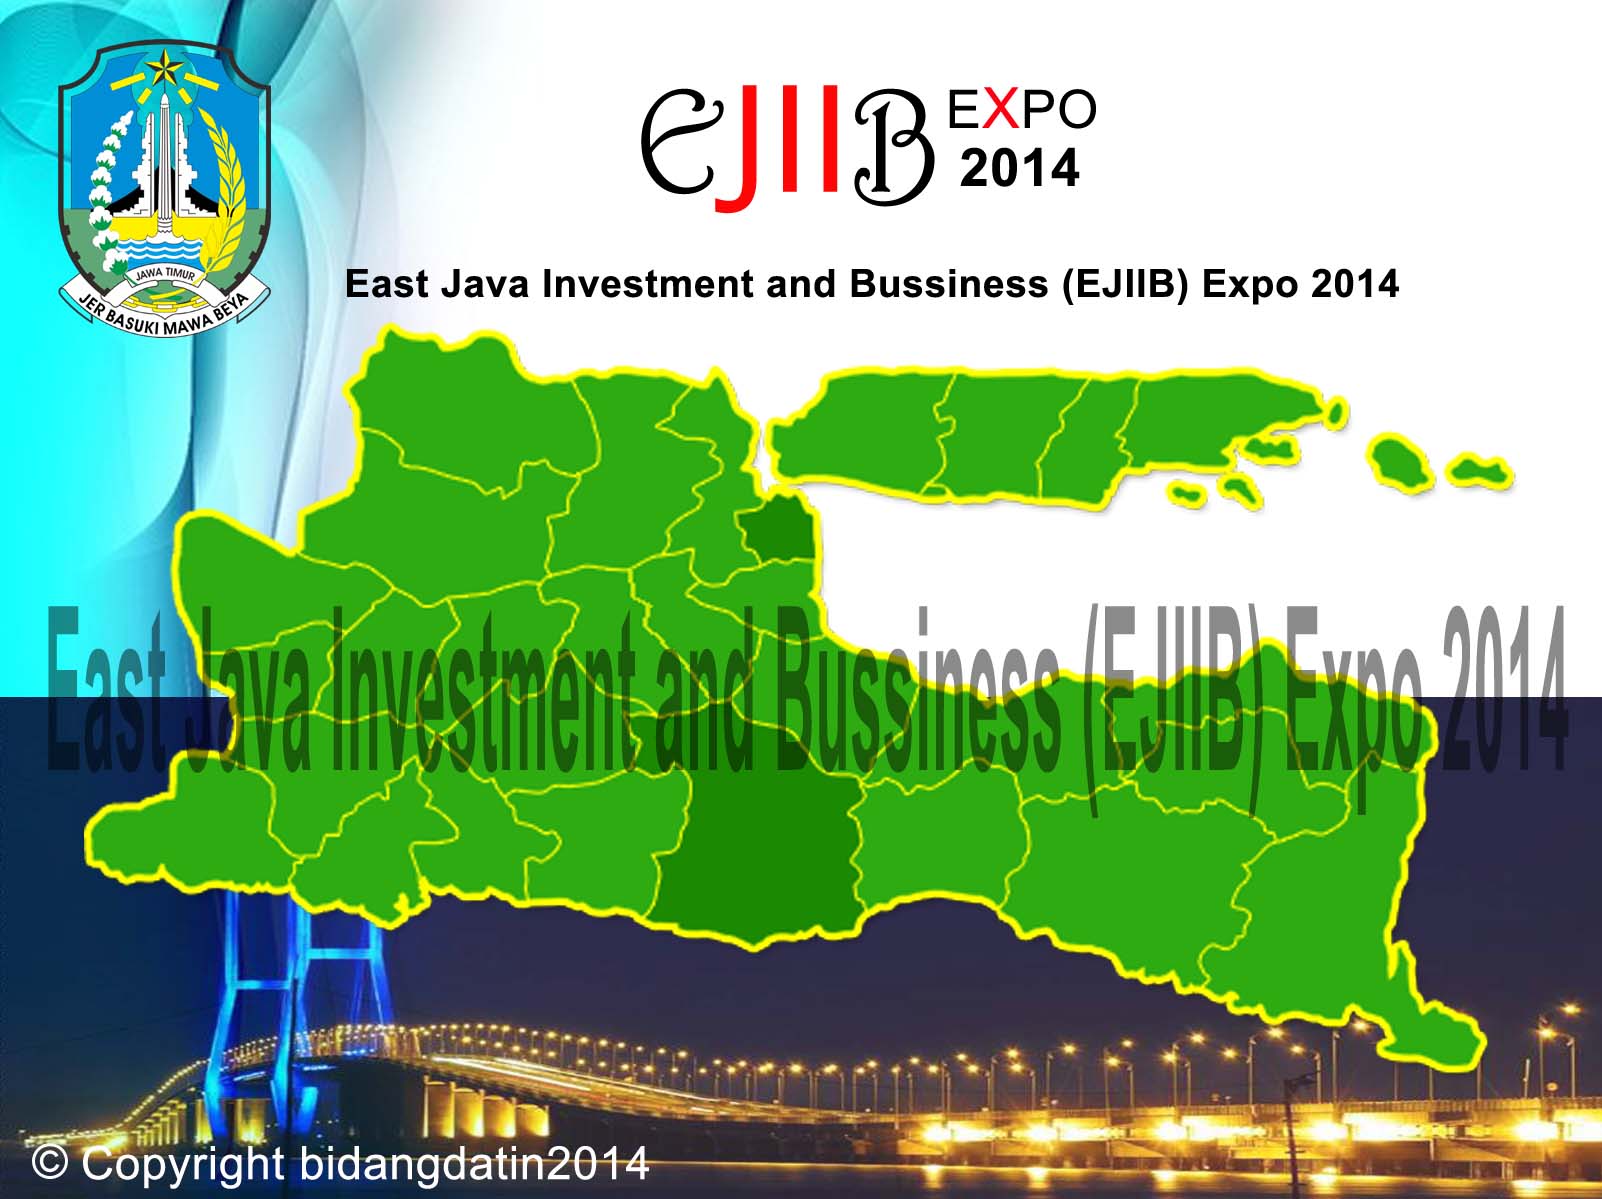 JAWA TIMUR
JER BASUKI MAWA BEYA
EJIIB EXPO
2014
East Java Investment and Bussiness (EJIIB) Expo 2014
East Java Investment and Bussiness (EJIIB) Expo 2014
© Copyright bidangdatin2014